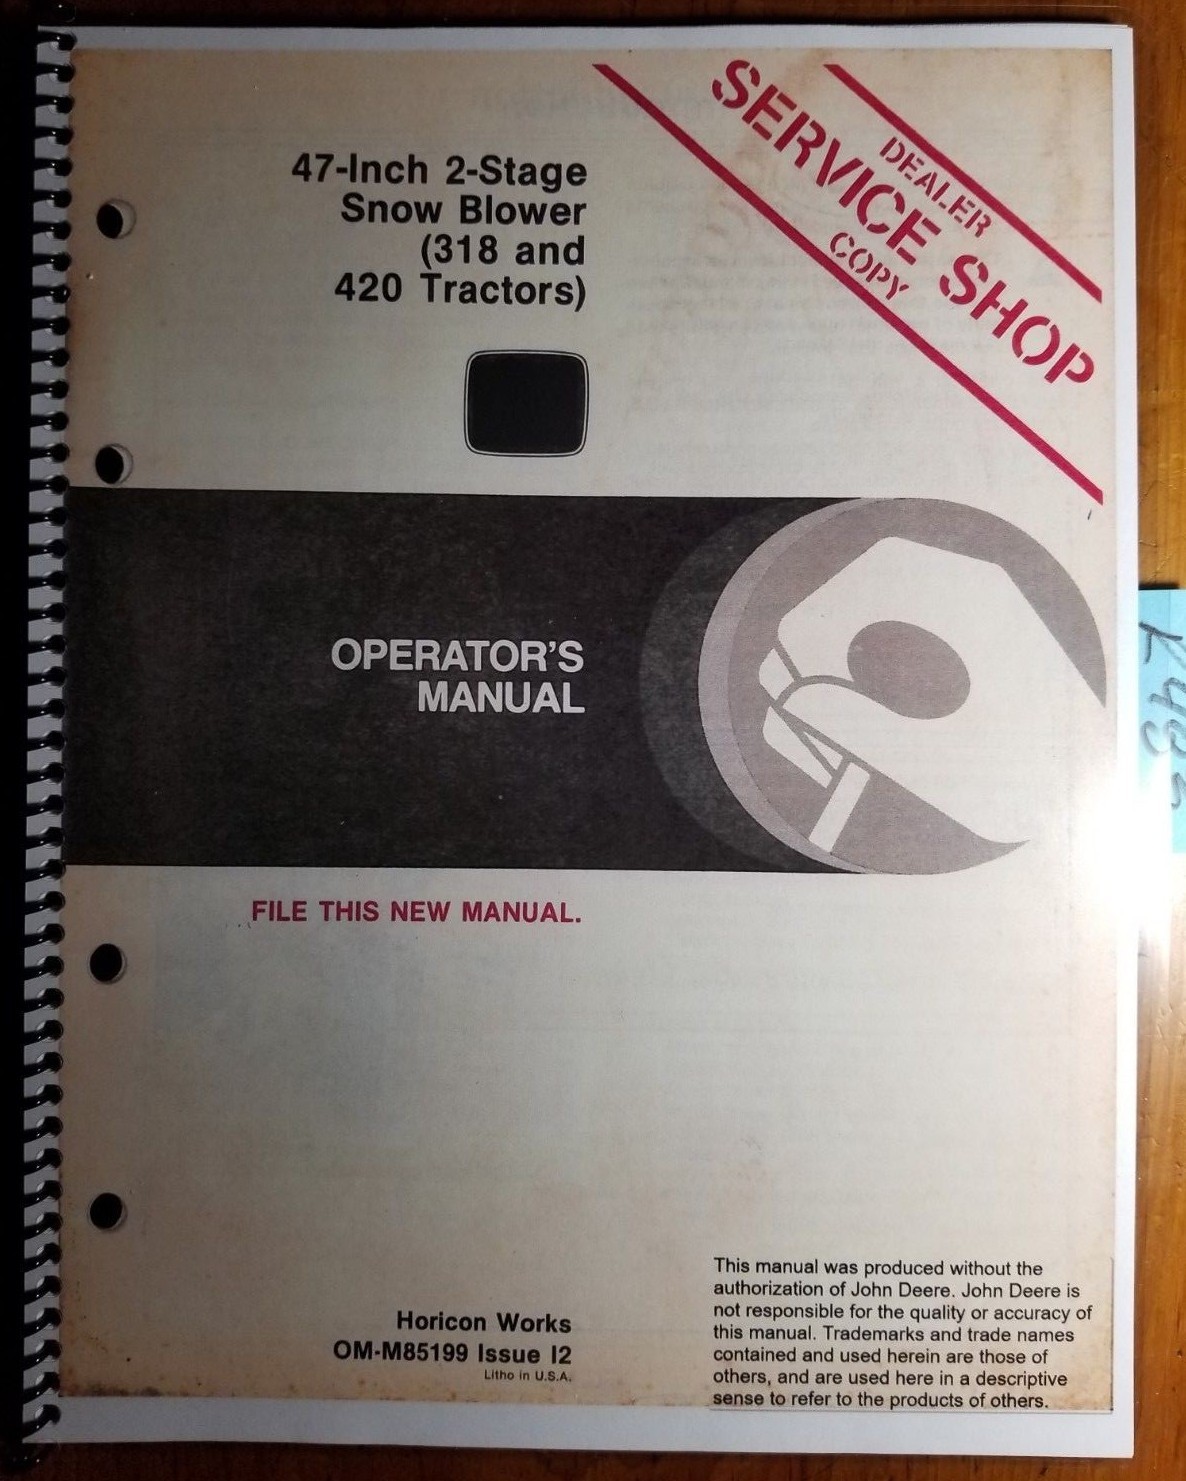 47-Inch 2-Stage
Snow Blower
(318 and
420 Tractors)
DEALER
SERVICE SHOP
COPY
OPERATOR'S
MANUAL
FILE THIS NEW MANUAL.
Horicon Works
OM-M85199 Issue I2
Litho in U.S.A.
This manual was produced without the
authorization of John Deere. John Deere is
not responsible for the quality or accuracy of
this manual. Trademarks and trade names
contained and used herein are those of
others, and are used here in a descriptive
sense to refer to the products of others.